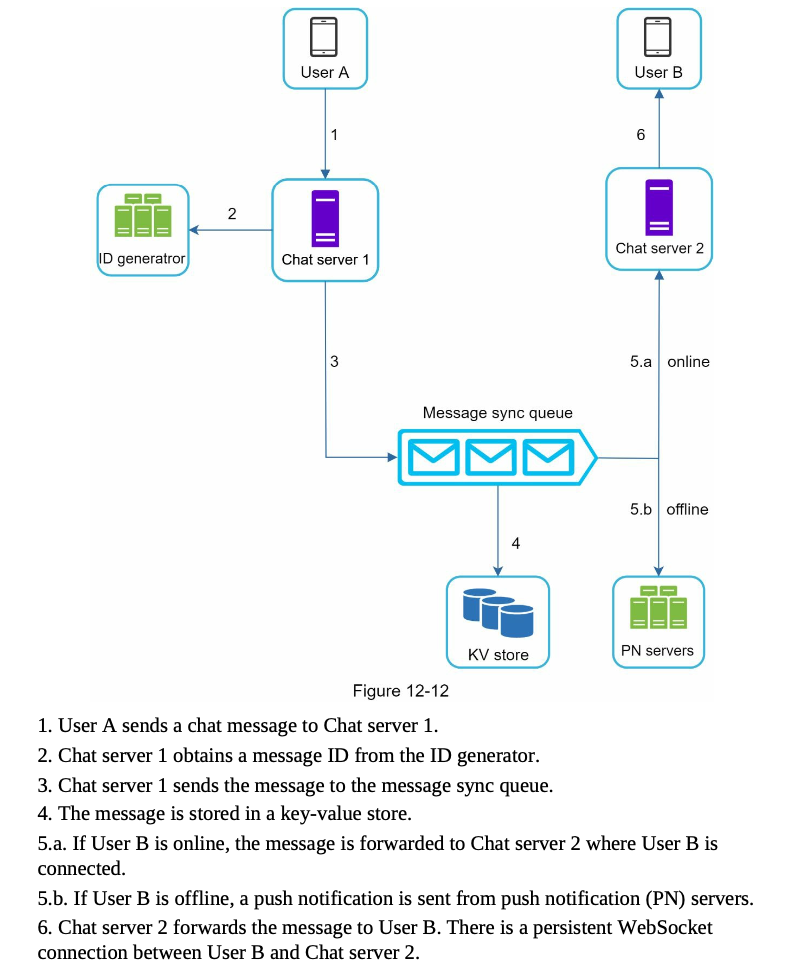 User A
User B
1
6
2
ID generatror
Chat server 1
Chat server 2
3
5.a online
Message sync queue
5.b offline
4
KV store
PN servers
Figure 12-12
1. User A sends a chat message to Chat server 1.
2. Chat server 1 obtains a message ID from the ID generator.
3. Chat server 1 sends the message to the message sync queue.
4. The message is stored in a key-value store.
5.a. If User B is online, the message is forwarded to Chat server 2 where User B is
connected.
5.b. If User B is offline, a push notification is sent from push notification (PN) servers.
6. Chat server 2 forwards the message to User B. There is a persistent WebSocket
connection between User B and Chat server 2.